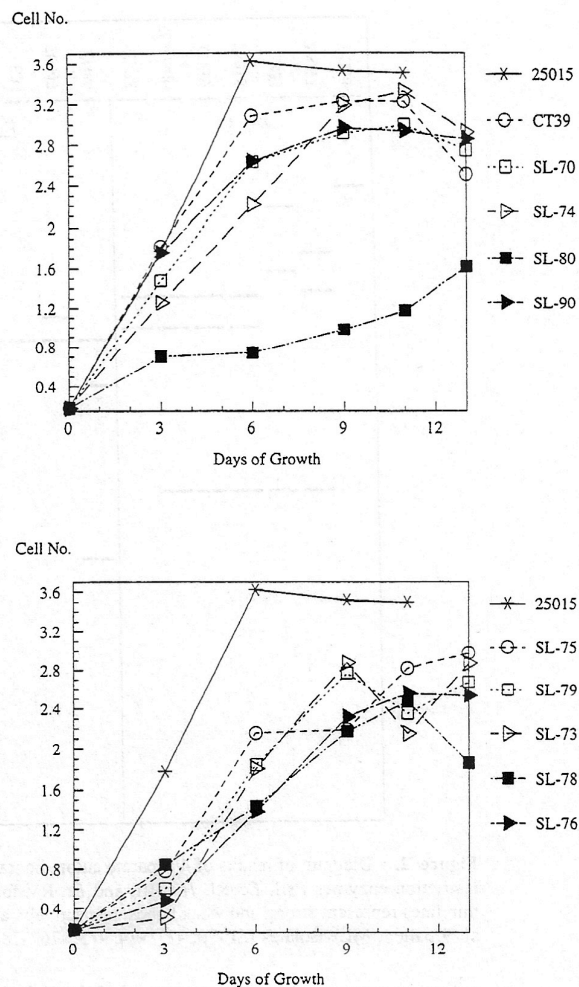 Cell No.
3.6
3.2
2.8
2.4
2
1.6
1.2
0.8
0.4
0 3 6 9 12
Days of Growth
25015
CT39
SL-70
SL-74
SL-80
SL-90
Cell No.
3.6
3.2
2.8
2.4
2
1.6
1.2
0.8
0.4
0 3 6 9 12
Days of Growth
25015
SL-75
SL-79
SL-73
SL-78
SL-76